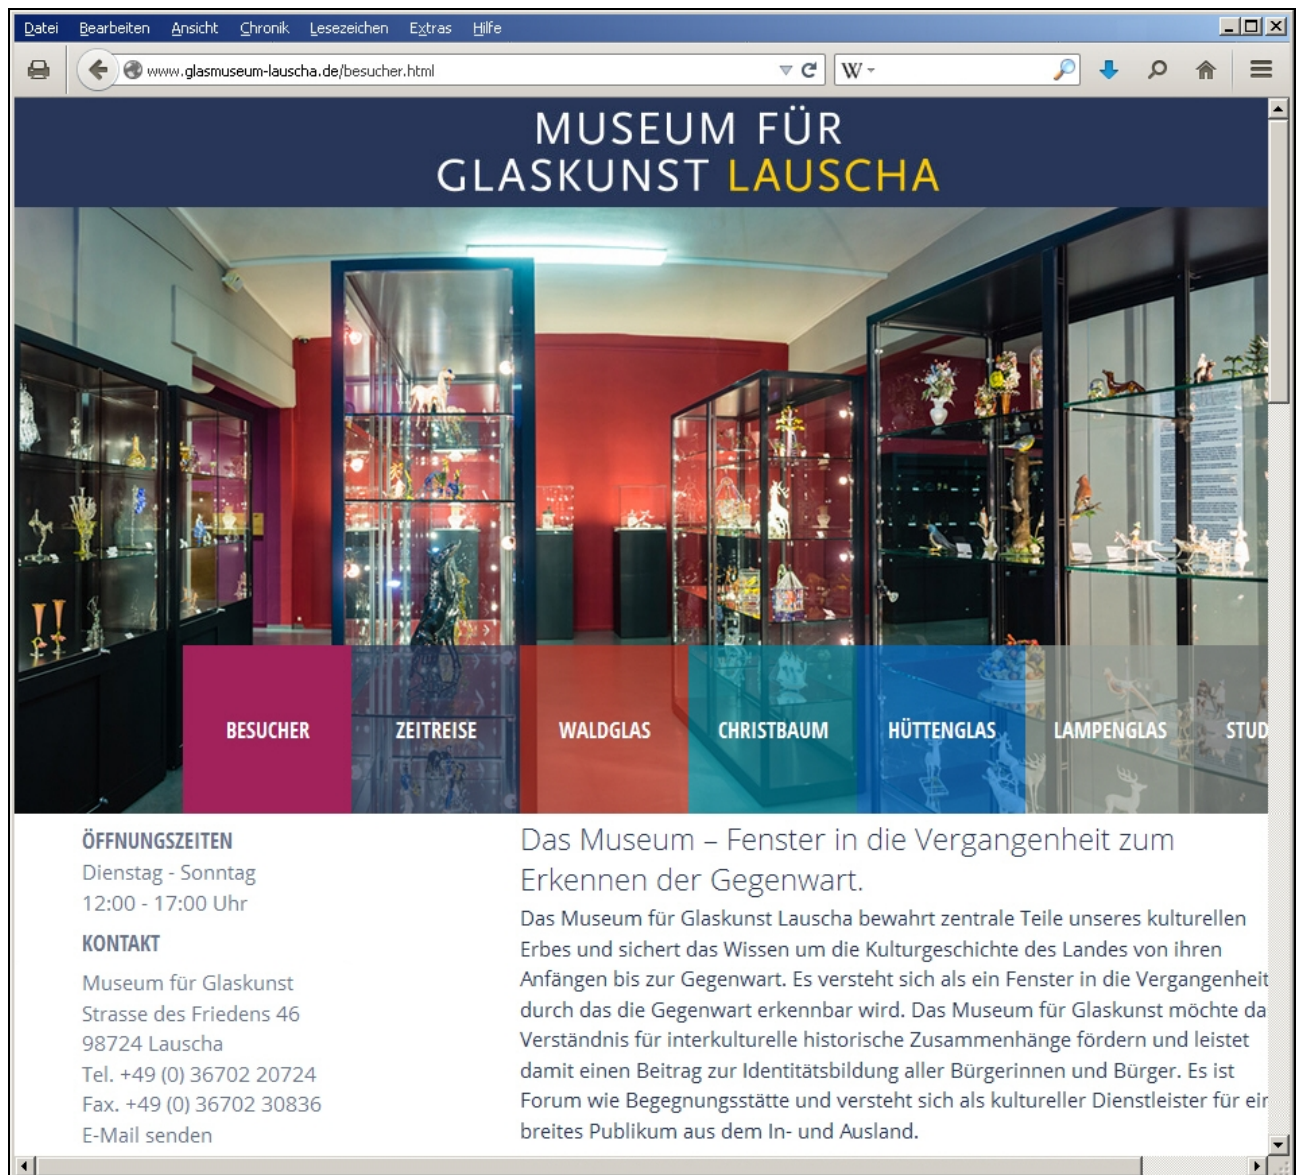 Datei Bearbeiten Ansicht Chronik Lesezeichen Extras Hilfe
www.glasmuseum-lauscha.de/besucher.html W
MUSEUM FÜR
GLASKUNST LAUSCHA
BESUCHER ZEITREISE WALDGLAS CHRISTBAUM HÜTTENGLAS LAMPENGLAS STUD
ÖFFNUNGSZEITEN
Dienstag - Sonntag
12:00 - 17:00 Uhr
KONTAKT
Museum für Glaskunst
Strasse des Friedens 46
98724 Lauscha
Tel. +49 (0) 36702 20724
Fax. +49 (0) 36702 30836
E-Mail senden
Das Museum – Fenster in die Vergangenheit zum
Erkennen der Gegenwart.
Das Museum für Glaskunst Lauscha bewahrt zentrale Teile unseres kulturellen
Erbes und sichert das Wissen um die Kulturgeschichte des Landes von ihren
Anfängen bis zur Gegenwart. Es versteht sich als ein Fenster in die Vergangenheit
durch das die Gegenwart erkennbar wird. Das Museum für Glaskunst möchte da
Verständnis für interkulturelle historische Zusammenhänge fördern und leistet
damit einen Beitrag zur Identitätsbildung aller Bürgerinnen und Bürger. Es ist
Forum wie Begegnungsstätte und versteht sich als kultureller Dienstleister für ein
breites Publikum aus dem In- und Ausland.